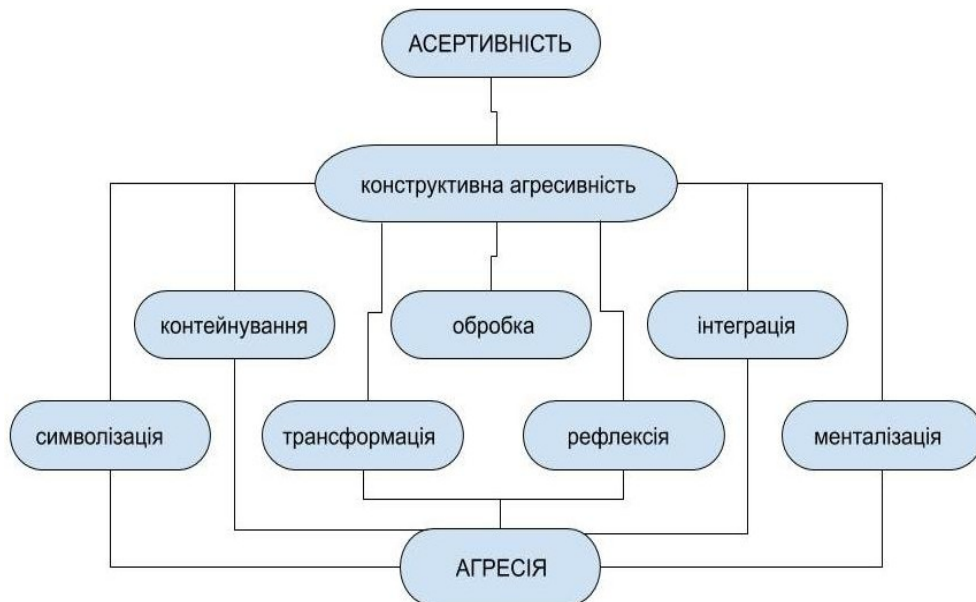 АСЕРТИВНІСТЬ
конструктивна агресивність
контейнування
обробка
інтеграція
символізація
трансформація
рефлексія
менталізація
АГРЕСІЯ